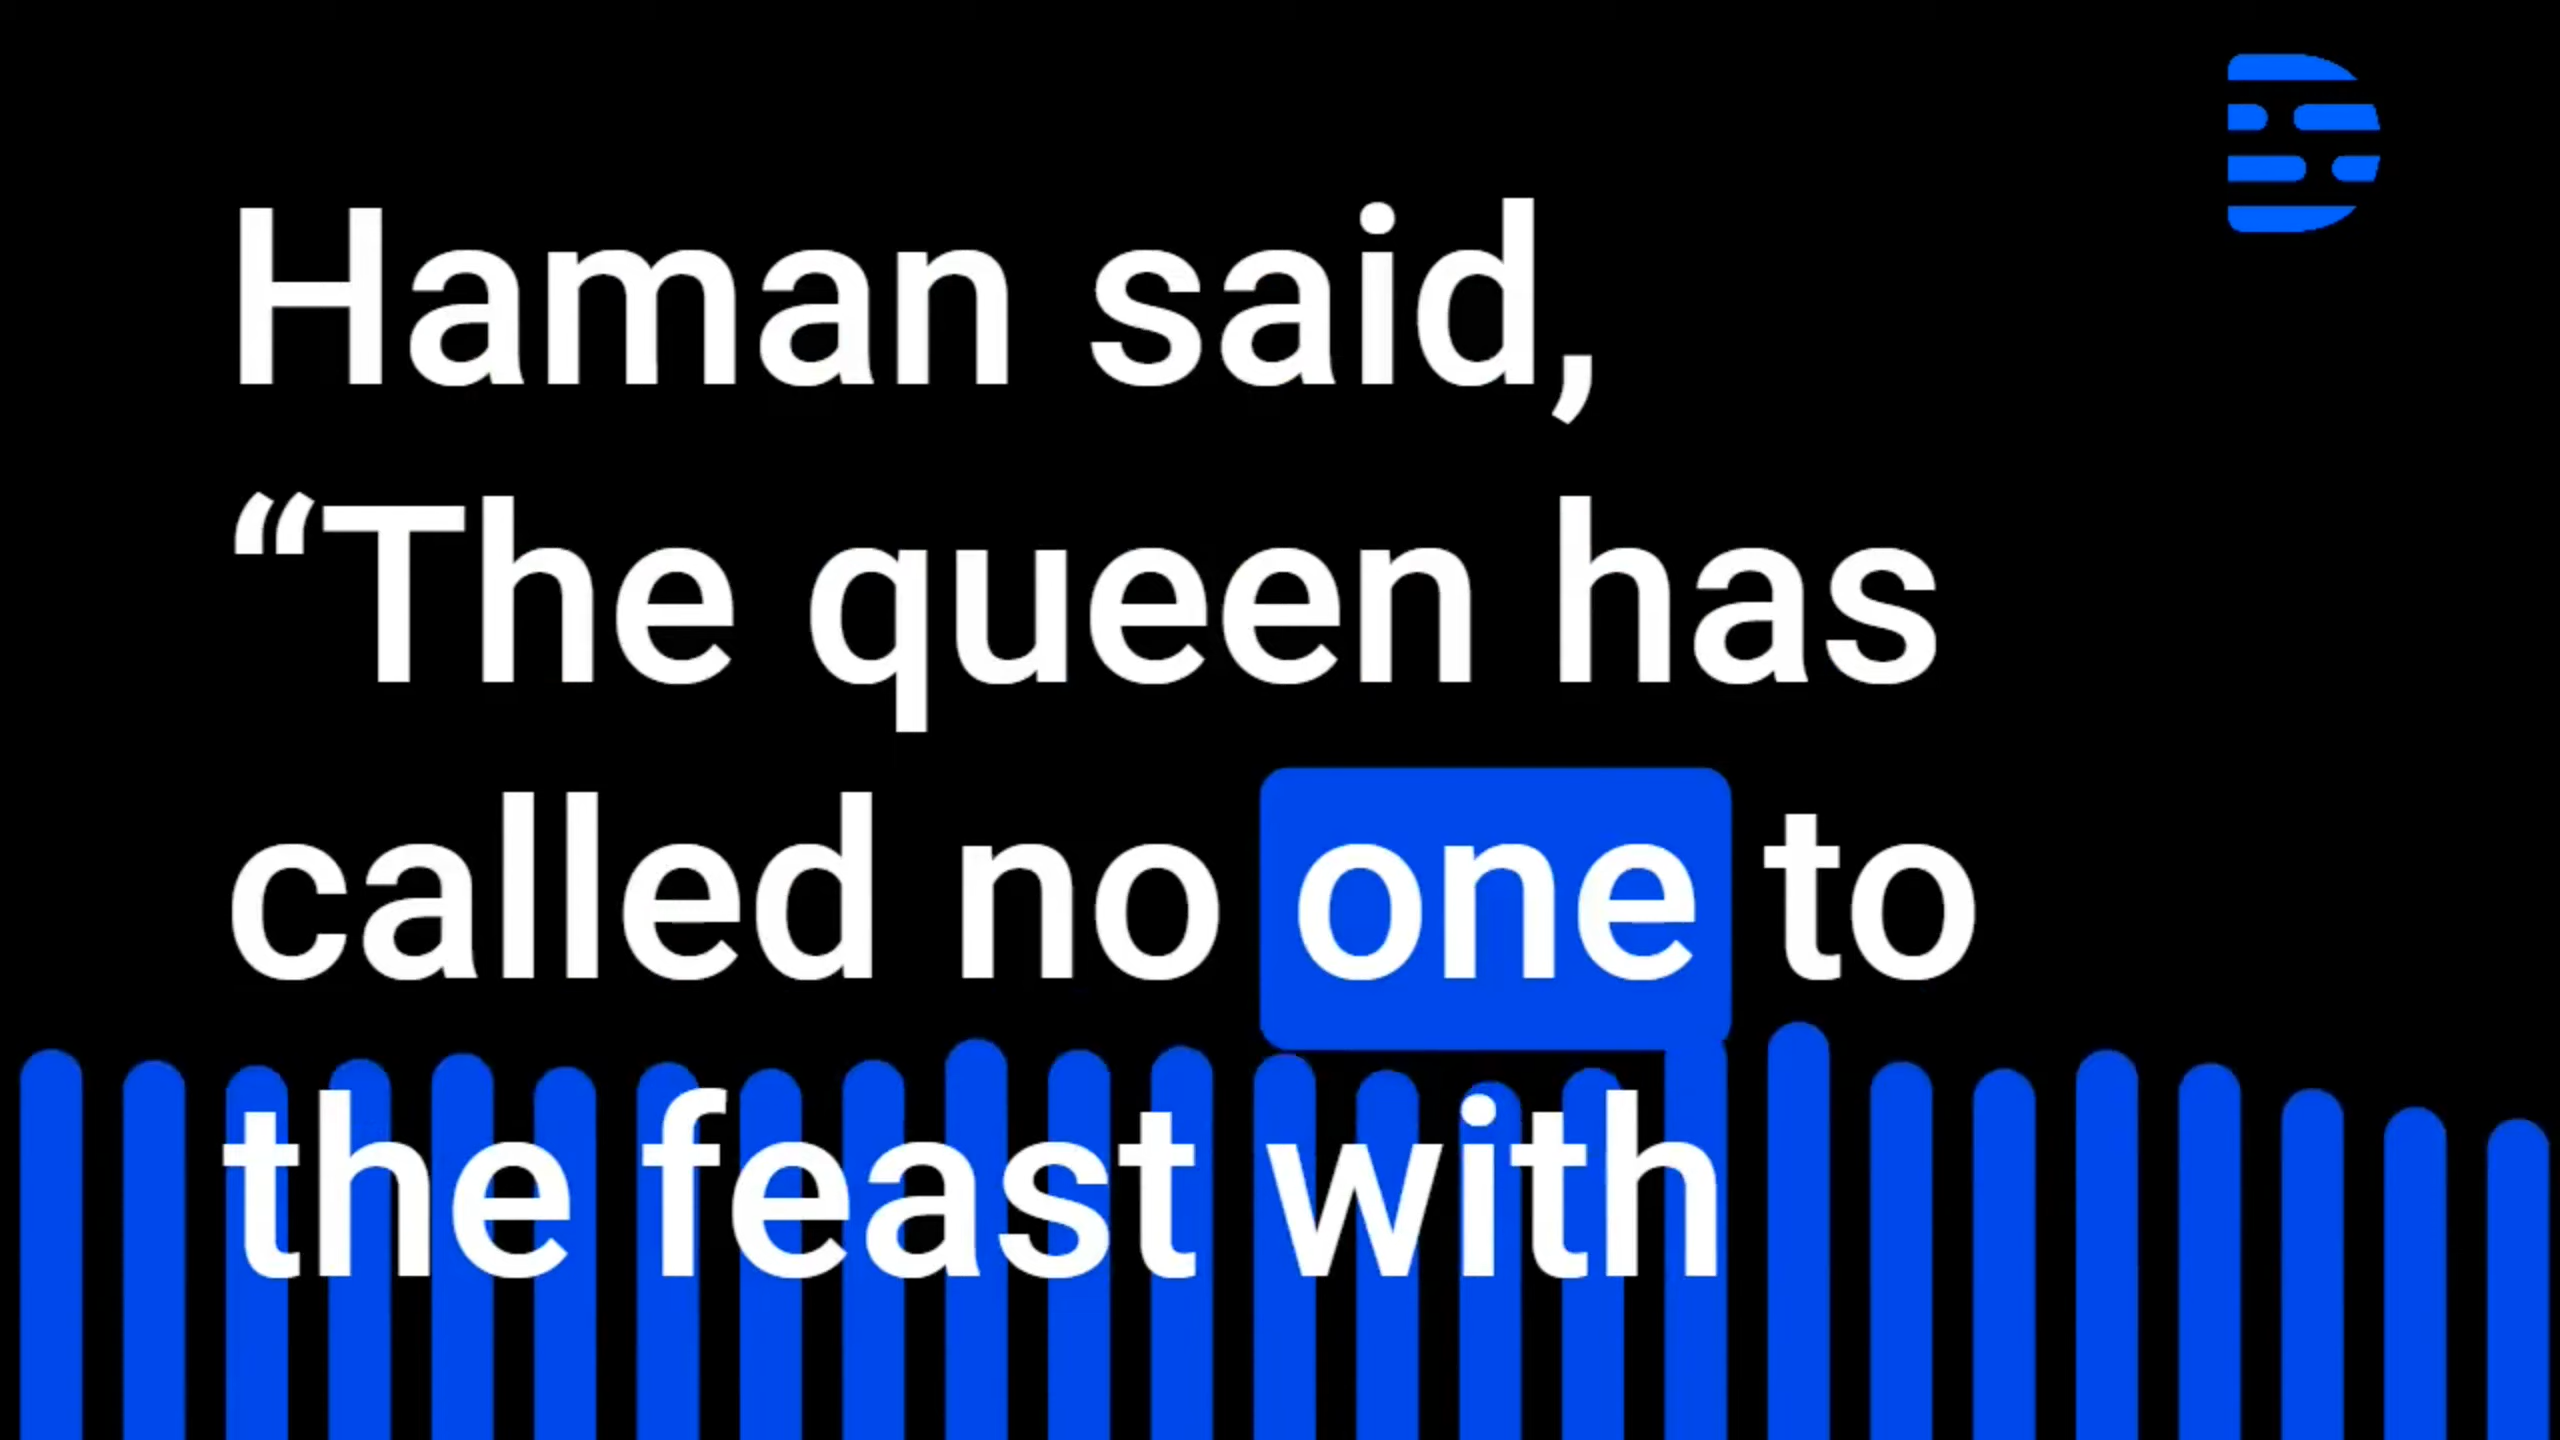 Haman said,
“The queen has
called no one to
the feast with